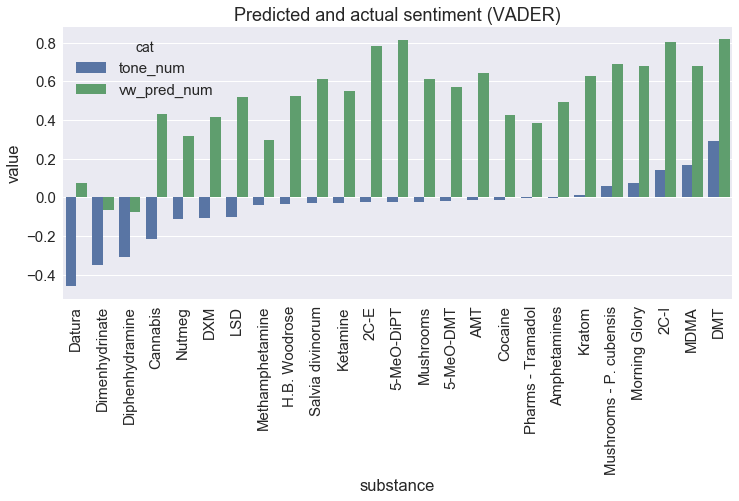 Predicted and actual sentiment (VADER)
cat
tone_num
vw_pred_num
value
0.8
0.6
0.4
0.2
0.0
−0.2
−0.4
Datura
Dimenhydrinate
Diphenhydramine
Cannabis
Nutmeg
DXM
LSD
Methamphetamine
H.B. Woodrose
Salvia divinorum
Ketamine
2C-E
5-MeO-DiPT
Mushrooms
5-MeO-DMT
AMT
Cocaine
Pharms - Tramadol
Amphetamines
Kratom
Mushrooms - P. cubensis
Morning Glory
2C-I
MDMA
DMT
substance